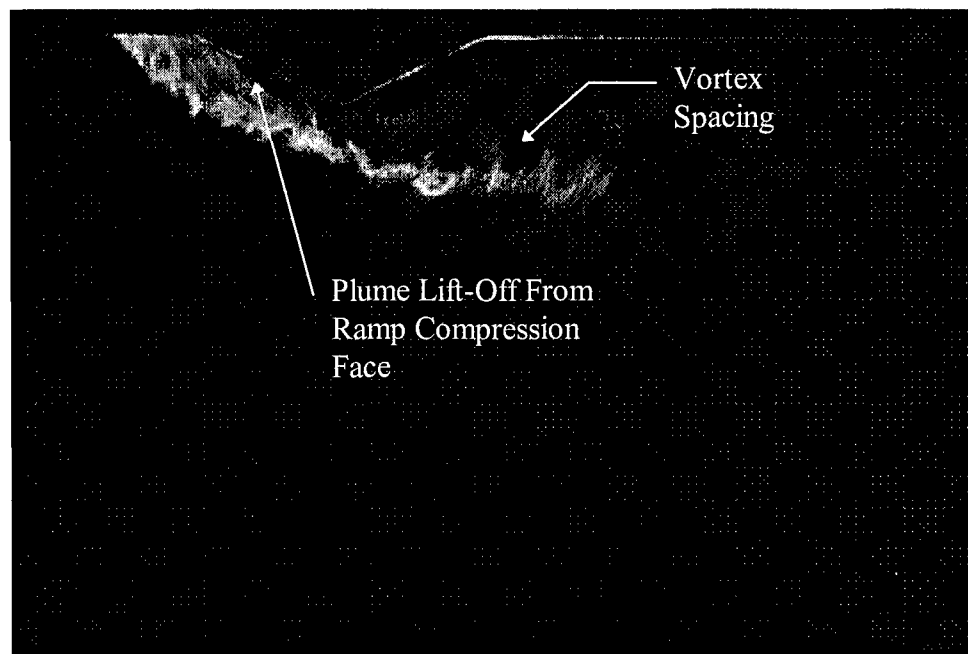 Vortex
Spacing
Plume Lift-Off From
Ramp Compression
Face